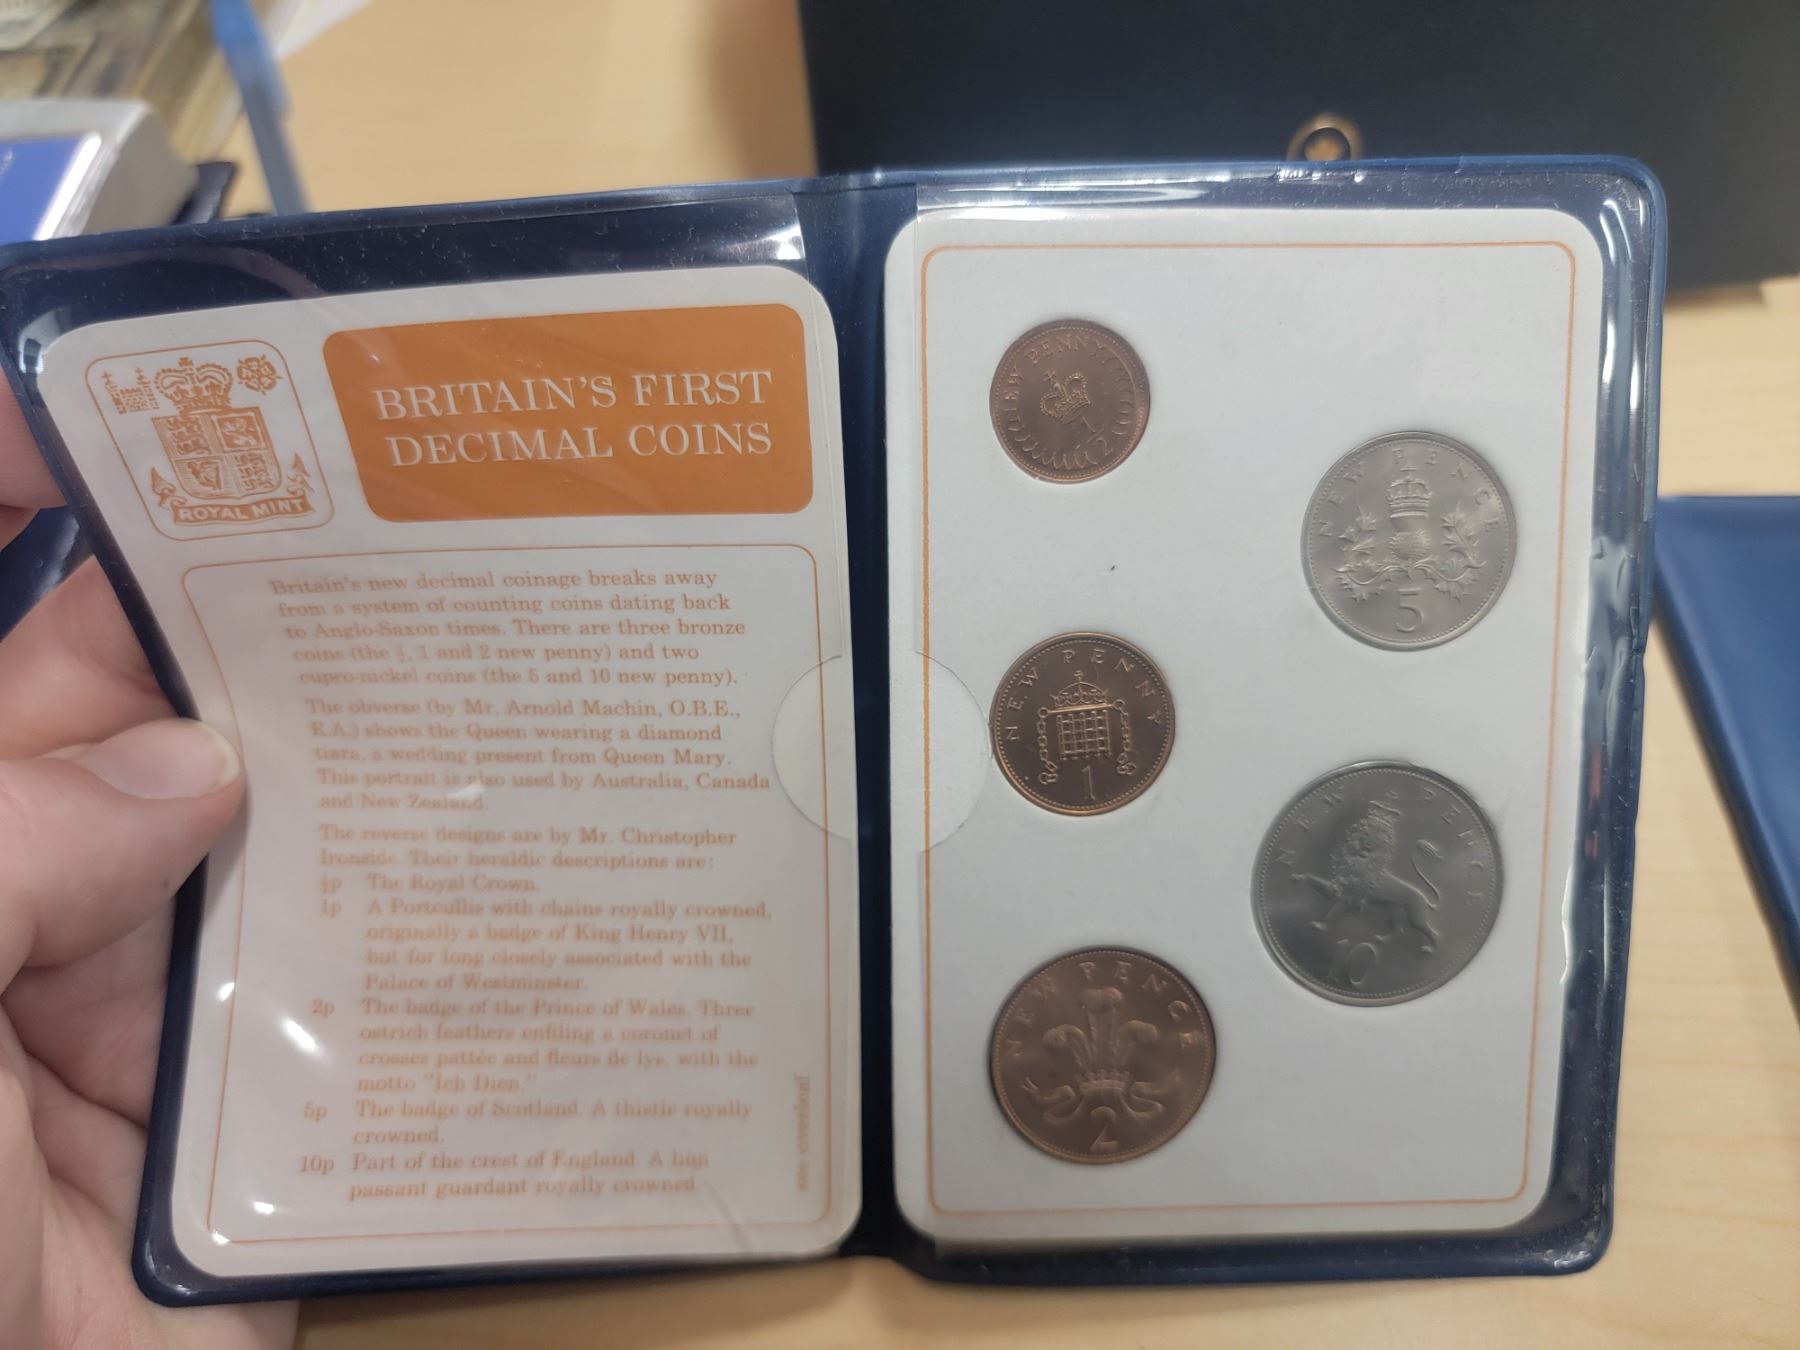 ROYAL MINT
BRITAIN'S FIRST
DECIMAL COINS
Britain's new decimal coinage breaks away
from a system of counting coins dating back
to Anglo-Saxon times. There are three bronze
coins (the ½, 1 and 2 new penny) and two
cupro-nickel coins (the 5 and 10 new penny).
The obverse (by Mr. Arnold Machin, O.B.E.,
R.A.) shows the Queen wearing a diamond
tiara, a wedding present from Queen Mary.
This portrait is also used by Australia, Canada
and New Zealand.
The reverse designs are by Mr. Christopher
Ironside. Their heraldic descriptions are:
½p The Royal Crown.
1p A Portcullis with chains royally crowned,
originally a badge of King Henry VII,
but for long closely associated with the
Palace of Westminster.
2p The badge of the Prince of Wales. Three
ostrich feathers enfiling a coronet of
crosses pattée and fleurs de lys, with the
motto "Ich Dien."
5p The badge of Scotland. A thistle royally
crowned.
10p Part of the crest of England. A lion
passant guardant royally crowned
see overleaf
NEW PENNY
1/2
NEW PENCE
5
NEW PENNY
1
NEW PENCE
10
NEW PENCE
2